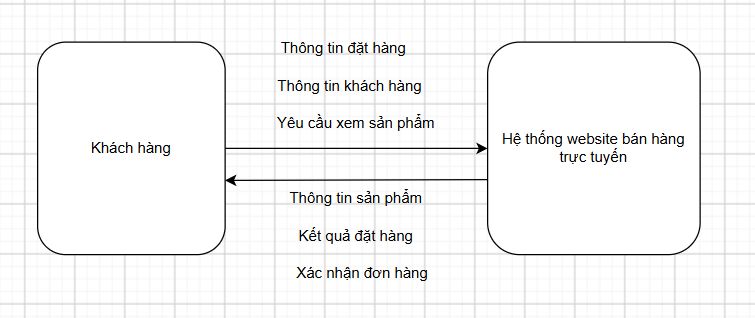 Thông tin đặt hàng
Thông tin khách hàng
Yêu cầu xem sản phẩm
Khách hàng
Hệ thống website bán hàng
trực tuyến
Thông tin sản phẩm
Kết quả đặt hàng
Xác nhận đơn hàng